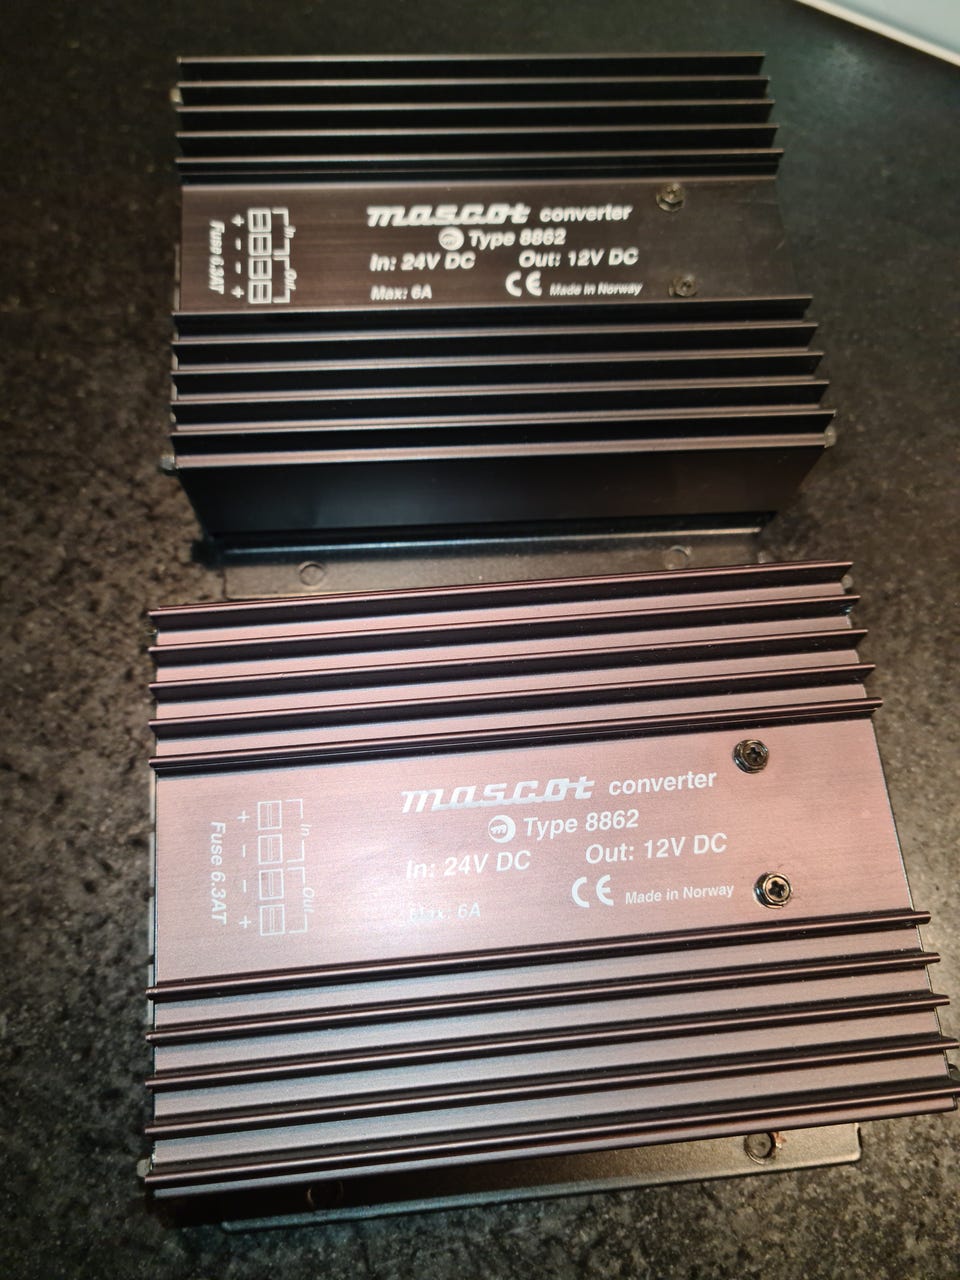 mascot converter
Type 8862
In: 24V DC Out: 12V DC
Max: 6A CE Made in Norway
Fuse 6.3AT
+ - - +
In Out
mascot converter
Type 8862
In: 24V DC Out: 12V DC
Max. 6A CE Made in Norway
Fuse 6.3AT
+ - - +
In Out